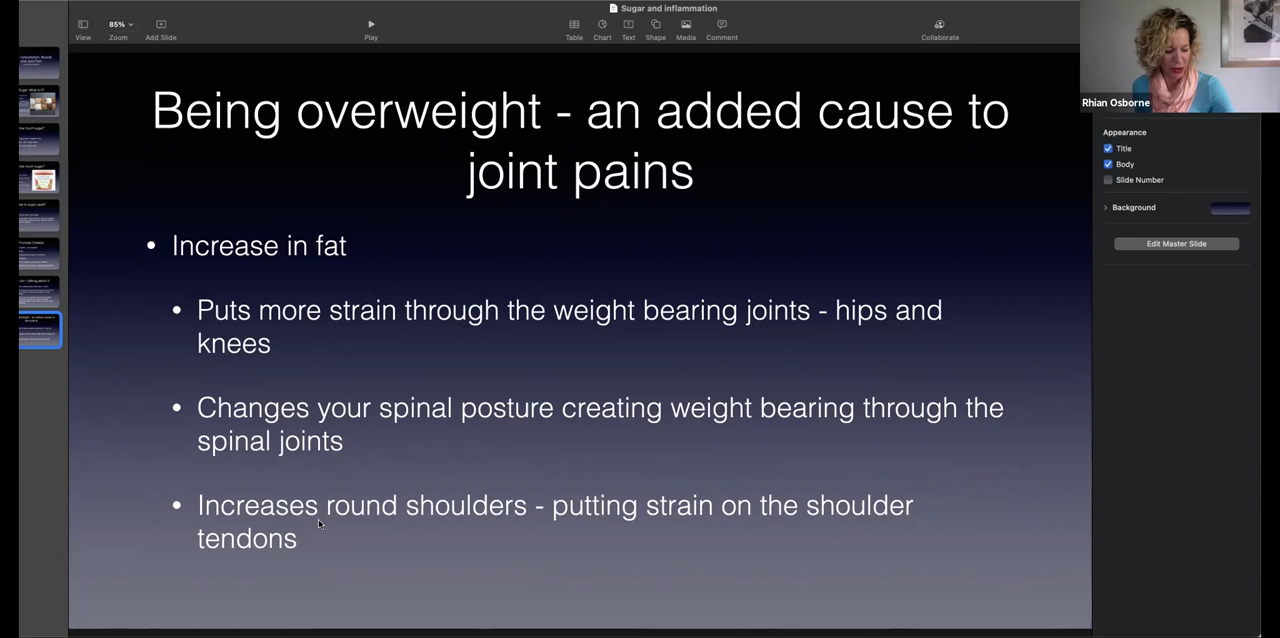 Sugar and inflammation
View
85%
Zoom
Add Slide
Play
Table
Chart
Text
Shape
Media
Comment
Collaborate
Rhian Osborne
Being overweight - an added cause to
joint pains
• Increase in fat
• Puts more strain through the weight bearing joints - hips and
knees
• Changes your spinal posture creating weight bearing through the
spinal joints
• Increases round shoulders - putting strain on the shoulder
tendons
Appearance
Title
Body
Slide Number
Background
Edit Master Slide